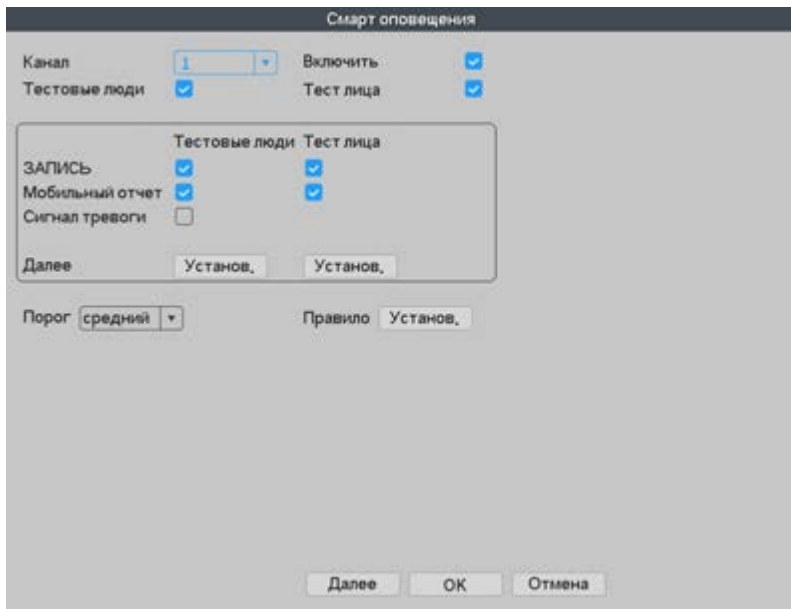 Смарт оповещения
Канал 1 Включить
Тестовые люди Тест лица
Тестовые люди Тест лица
ЗАПИСЬ
Мобильный отчет
Сигнал тревоги
Далее Установ. Установ.
Порог средний Правило Установ.
Далее ОК Отмена